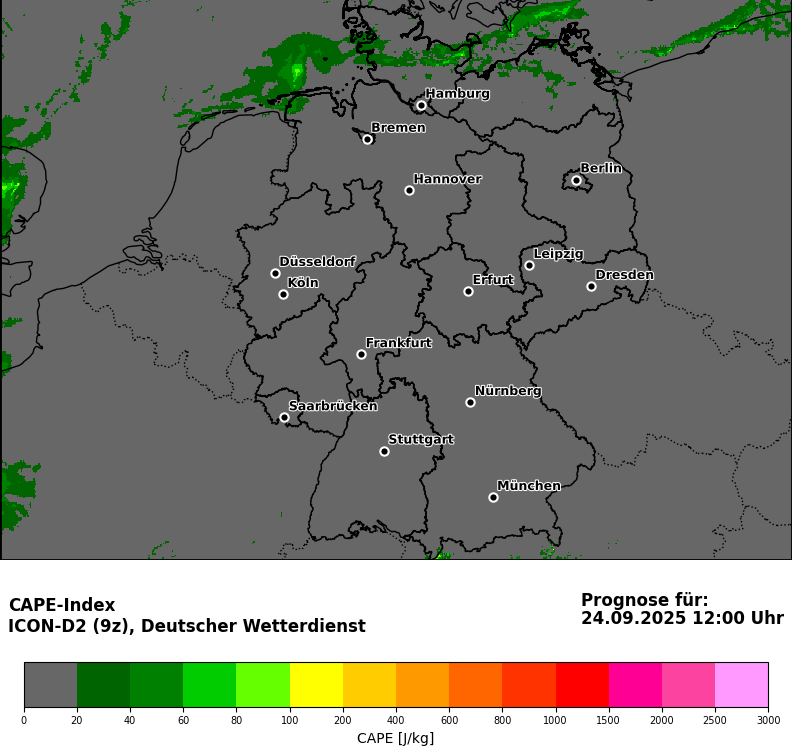 Hamburg
Bremen
Berlin
Hannover
Leipzig
Düsseldorf
Dresden
Köln
Erfurt
Frankfurt
Nürnberg
Saarbrücken
Stuttgart
München
CAPE-Index
ICON-D2 (9z), Deutscher Wetterdienst
Prognose für:
24.09.2025 12:00 Uhr
0 20 40 60 80 100 200 400 600 800 1000 1500 2000 2500 3000
CAPE [J/kg]